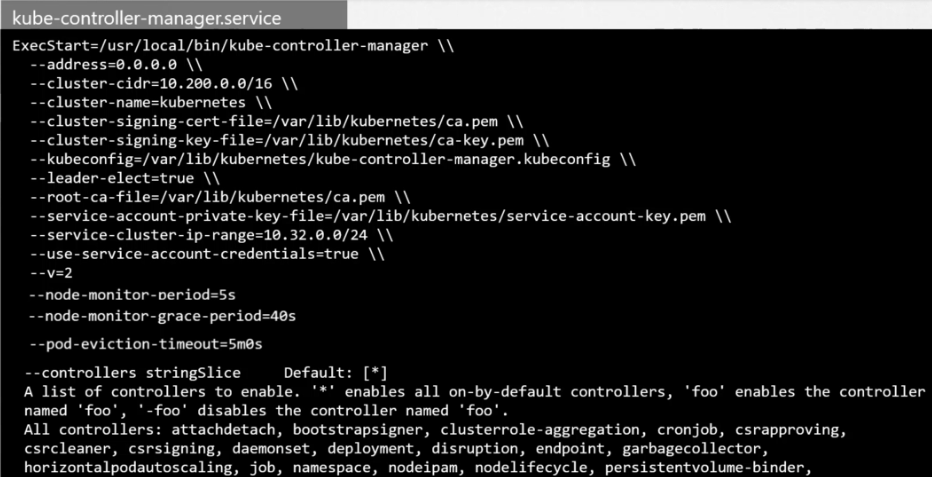 kube-controller-manager.service
ExecStart=/usr/local/bin/kube-controller-manager \\
--address=0.0.0.0 \\
--cluster-cidr=10.200.0.0/16 \\
--cluster-name=kubernetes \\
--cluster-signing-cert-file=/var/lib/kubernetes/ca.pem \\
--cluster-signing-key-file=/var/lib/kubernetes/ca-key.pem \\
--kubeconfig=/var/lib/kubernetes/kube-controller-manager.kubeconfig \\
--leader-elect=true \\
--root-ca-file=/var/lib/kubernetes/ca.pem \\
--service-account-private-key-file=/var/lib/kubernetes/service-account-key.pem \\
--service-cluster-ip-range=10.32.0.0/24 \\
--use-service-account-credentials=true \\
--v=2
--node-monitor-period=5s
--node-monitor-grace-period=40s
--pod-eviction-timeout=5m0s
--controllers stringSlice     Default: [*]
A list of controllers to enable. '*' enables all on-by-default controllers, 'foo' enables the controller
named 'foo', '-foo' disables the controller named 'foo'.
All controllers: attachdetach, bootstrapsigner, clusterrole-aggregation, cronjob, csrapproving,
csrcleaner, csrsigning, daemonset, deployment, disruption, endpoint, garbagecollector,
horizontalpodautoscaling, job, namespace, nodeipam, nodelifecycle, persistentvolume-binder,